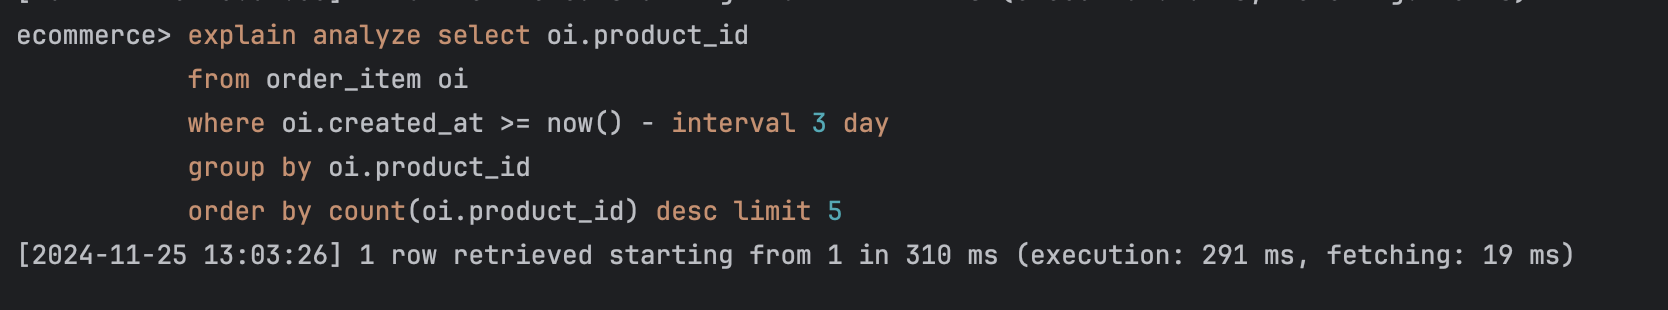 ecommerce> explain analyze select oi.product_id
from order_item oi
where oi.created_at >= now() - interval 3 day
group by oi.product_id
order by count(oi.product_id) desc limit 5
[2024-11-25 13:03:26] 1 row retrieved starting from 1 in 310 ms (execution: 291 ms, fetching: 19 ms)